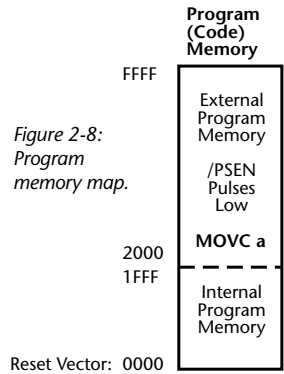 Program
(Code)
Memory
FFFF
External
Program
Memory
Figure 2-8:
Program
memory map.
/PSEN
Pulses
Low
MOVC a
2000
1FFF
Internal
Program
Memory
Reset Vector: 0000